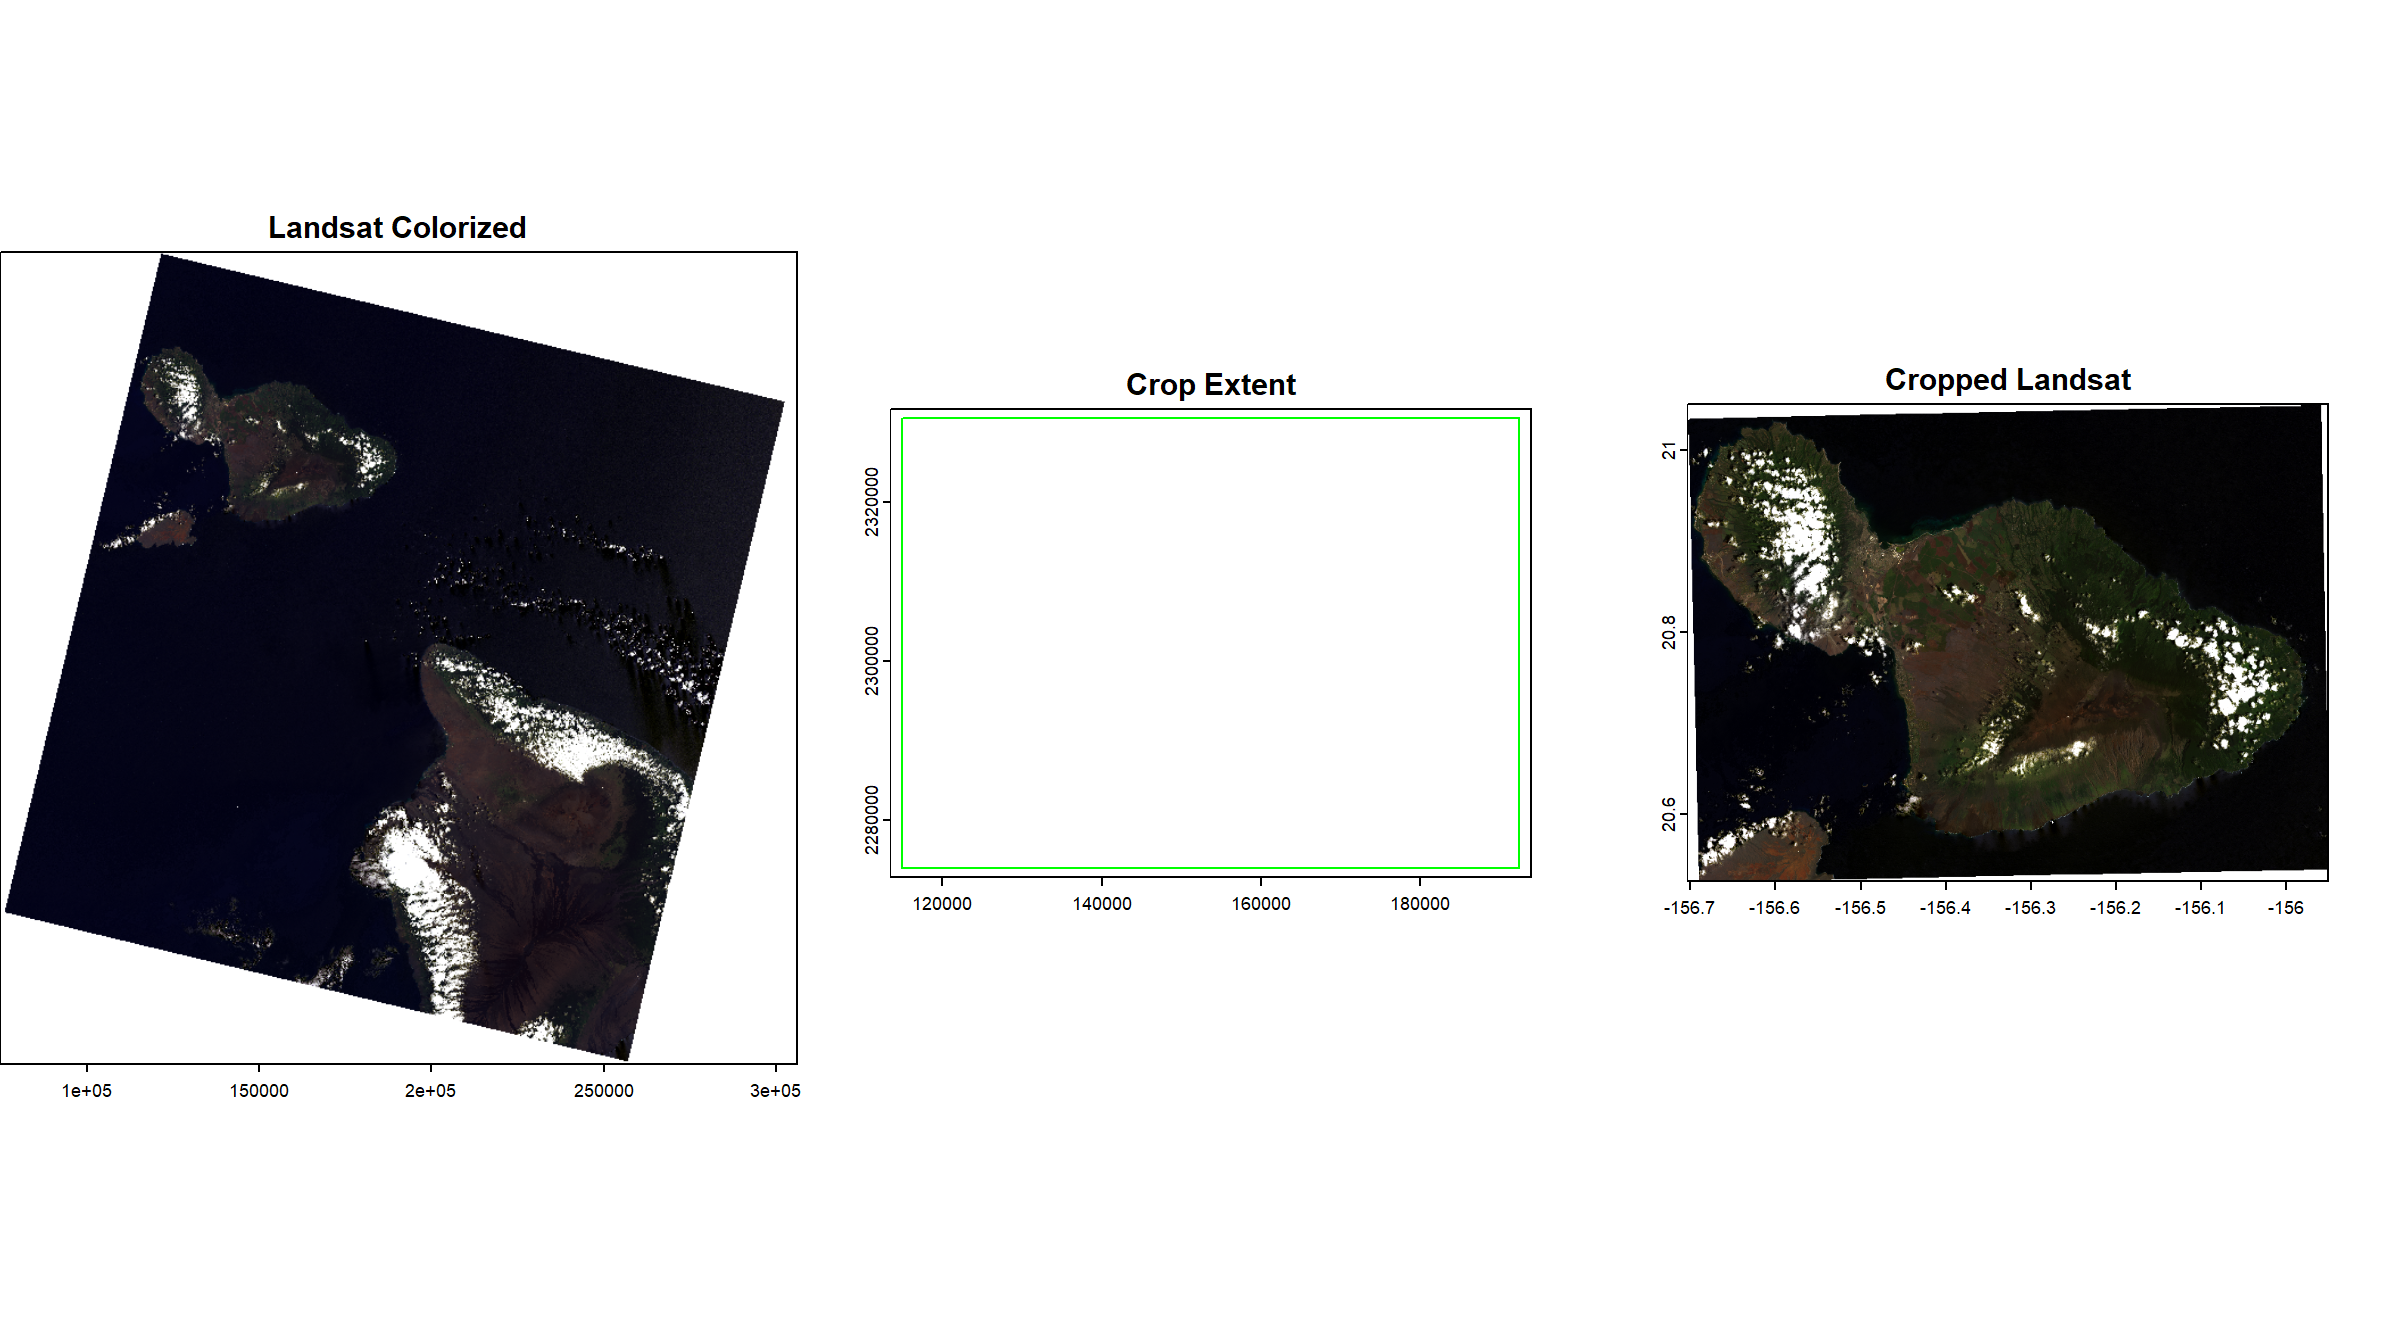 Landsat Colorized
1e+05 150000 2e+05 250000 3e+05
Crop Extent
2320000
2300000
2280000
120000 140000 160000 180000
Cropped Landsat
21
20.8
20.6
-156.7 -156.6 -156.5 -156.4 -156.3 -156.2 -156.1 -156